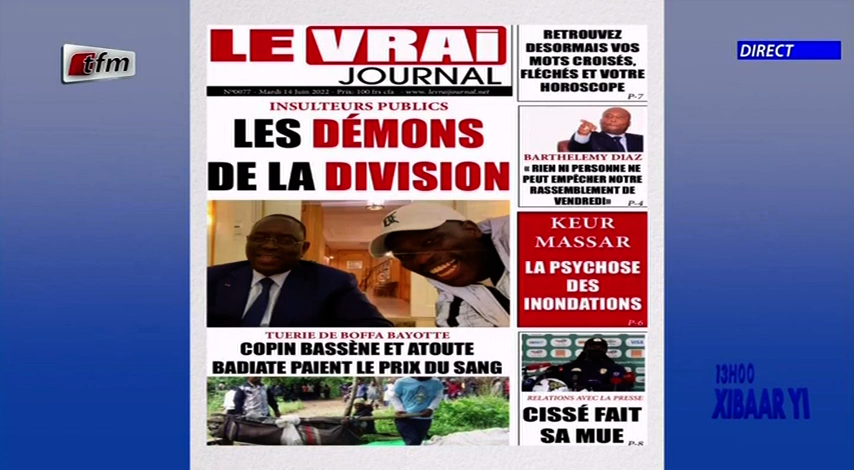 tfm
DIRECT
LE VRAi
JOURNAL
N°0077 - Mardi 14 Juin 2022 - Prix: 100 frs cfa - www.levraijournal.net
INSULTEURS PUBLICS
LES DÉMONS
DE LA DIVISION
TUERIE DE BOFFA BAYOTTE
COPIN BASSÈNE ET ATOUTE
BADIATE PAIENT LE PRIX DU SANG
RETROUVEZ
DESORMAIS VOS
MOTS CROISÉS,
FLÉCHÉS ET VOTRE
HOROSCOPE
P-7
BARTHELEMY DIAZ
« RIEN NI PERSONNE NE
PEUT EMPÊCHER NOTRE
RASSEMBLEMENT DE
VENDREDI»
P-4
KEUR
MASSAR
LA PSYCHOSE
DES
INONDATIONS
P-6
RELATIONS AVEC LA PRESSE
CISSÉ FAIT
SA MUE
P-8
13H00
XIBAAR YI